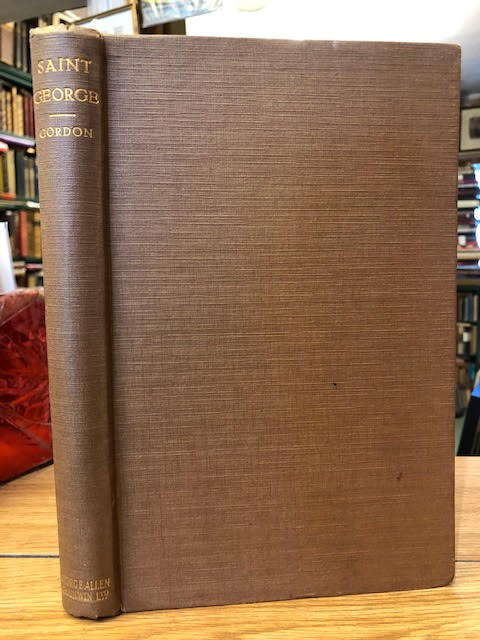 SAINT
GEORGE
GORDON
GEORGE ALLEN
& UNWIN LTD